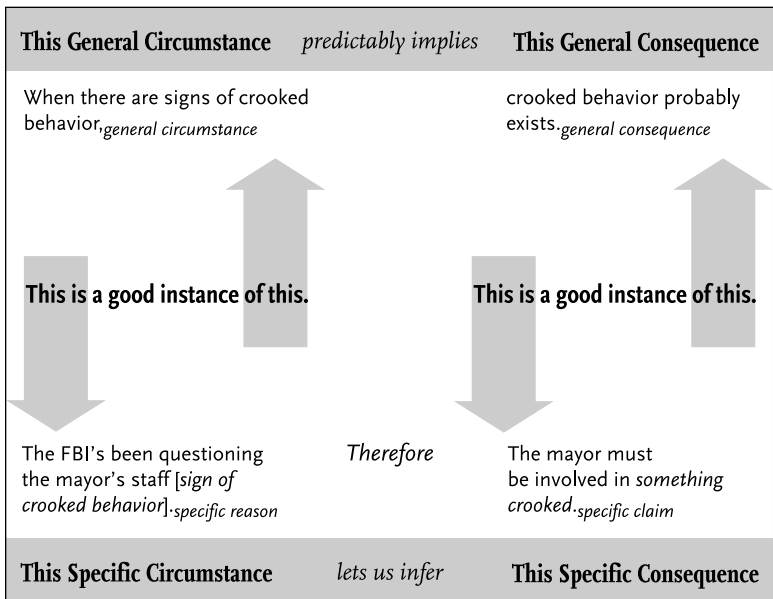 This General Circumstance predictably implies This General Consequence
When there are signs of crooked
behavior,general circumstance
crooked behavior probably
exists.general consequence
This is a good instance of this.
This is a good instance of this.
The FBI's been questioning
the mayor's staff [sign of
crooked behavior].specific reason
Therefore
The mayor must
be involved in something
crooked.specific claim
This Specific Circumstance lets us infer This Specific Consequence